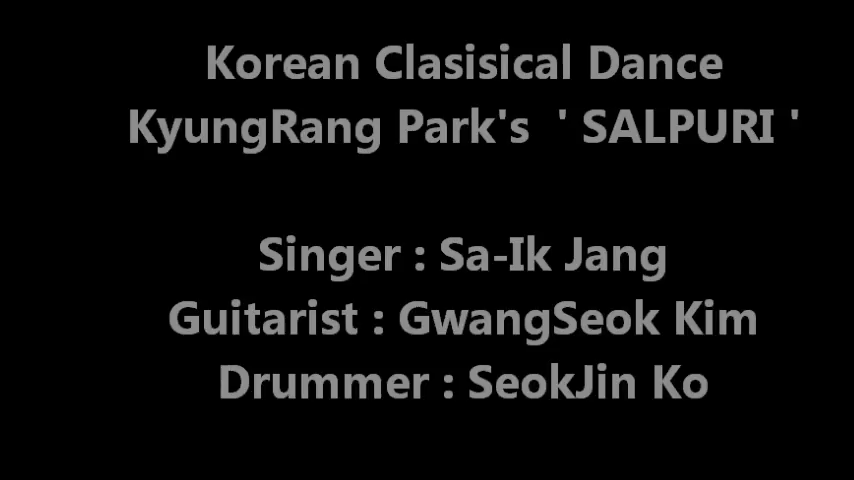 Korean Clasisical Dance
KyungRang Park's ' SALPURI '
Singer : Sa-Ik Jang
Guitarist : GwangSeok Kim
Drummer : SeokJin Ko